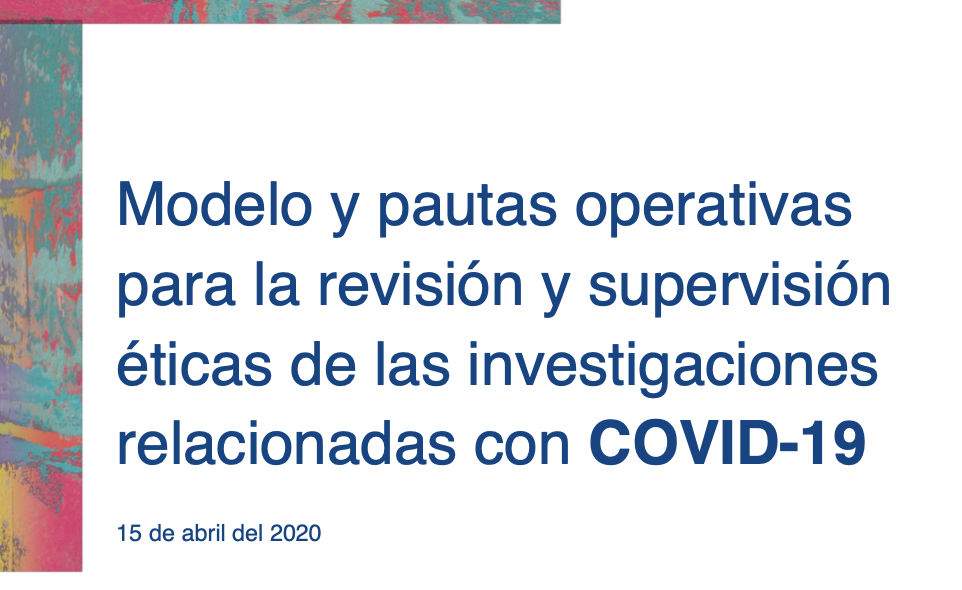 Modelo y pautas operativas
para la revisión y supervisión
éticas de las investigaciones
relacionadas con COVID-19
15 de abril del 2020